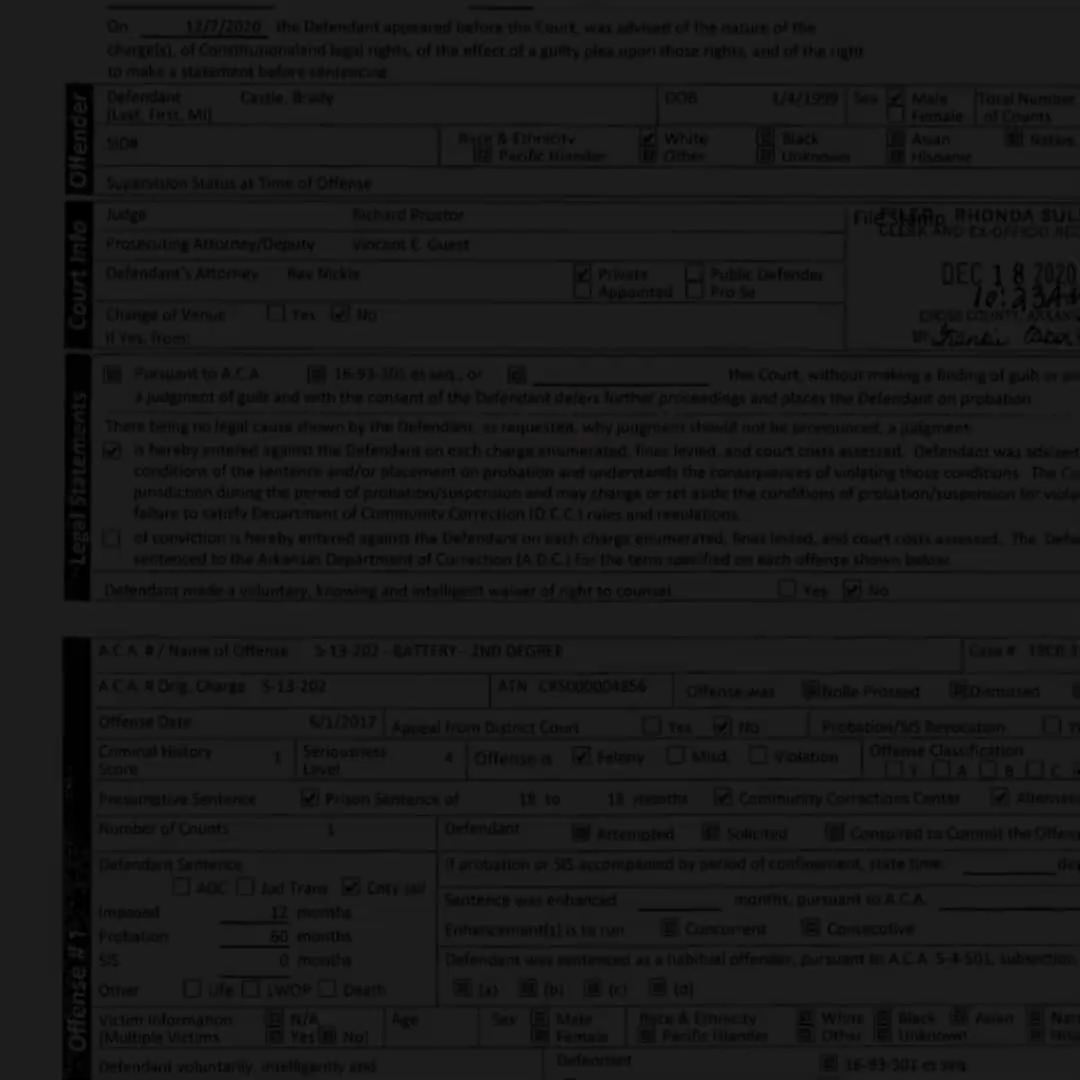 On 12/7/2020 the Defendant appeared before the Court, was advised of the nature of the
charge(s), of Constitutional and legal rights, of the effect of a guilty plea upon those rights, and of the right
to make a statement before sentencing
Offender
Defendant Castle, Brady DOB 1/4/1999 Sex Male Total Number
[Last, First, MI] Female of Counts
SID# Race & Ethnicity White Black Asian Native
Pacific Islander Other Unknown Hispanic
Supervision Status at Time of Offense
Court Info
Judge Richard Proctor File Stamp FILED RHONDA
CLERK AND EX-OFFICIO
Prosecuting Attorney/Deputy Vincent E. Guest
Defendant's Attorney Ray Nickle Private Public Defender DEC 18 2020
Appointed Pro Se 10:23AM
Change of Venue Yes No COUNTY,
If Yes, from:
Legal Statements
Pursuant to A.C.A 16-93-301 et seq., or this Court, without making a finding of guilt or
a judgment of guilt and with the consent of the Defendant defers further proceedings and places the Defendant on probation
There being no legal cause shown by the Defendant, as requested, why judgment should not be pronounced, a judgment:
is hereby entered against the Defendant on each charge enumerated, fines levied, and court costs assessed. Defendant was advised
conditions of the sentence and/or placement on probation and understands the consequences of violating those conditions. The
jurisdiction during the period of probation/suspension and may change or set aside the conditions of probation/suspension for
failure to satisfy Department of Community Correction (D.C.C.) rules and regulations.
of conviction is hereby entered against the Defendant on each charge enumerated, fines levied, and court costs assessed. The
sentenced to the Arkansas Department of Correction (A.D.C.) for the term specified on each offense shown below.
Defendant made a voluntary, knowing and intelligent waiver of right to counsel. Yes No
Offense # 1
A.C.A. # / Name of Offense 5-13-202 - BATTERY - 2ND DEGREE Case #
A.C.A. # Orig. Charge 5-13-202 ATN CRS000004856 Offense was Nolle Prossed Dismissed
Offense Date 6/1/2017 Appeal from District Court Yes No Probation/SIS Revocation
Criminal History 1 Seriousness 4 Offense is Felony Misd. Violation Offense Classification
Score Level Y A B C
Presumptive Sentence Prison Sentence of 18 to 18 months Community Corrections Center
Number of Counts 1 Defendant Attempted Solicited Conspired to Commit the
Defendant Sentence If probation or SIS accompanied by period of confinement, state time:
ADC Jud Trans Cnty Jail
Imposed 12 months Sentence was enhanced months, pursuant to A.C.A.
Probation 60 months Enhancement(s) is to run Concurrent Consecutive
SIS 0 months Defendant was sentenced as a habitual offender, pursuant to A.C.A. 5-4-501, subsection
Other Life LWOP Death (a) (b) (c) (d)
Victim Information N/A Age Sex Male Race & Ethnicity White Black Asian
[Multiple Victims Yes No] Female Pacific Islander Other Unknown
Defendant voluntarily, intelligently and Defendant 16-93-301 et seq.